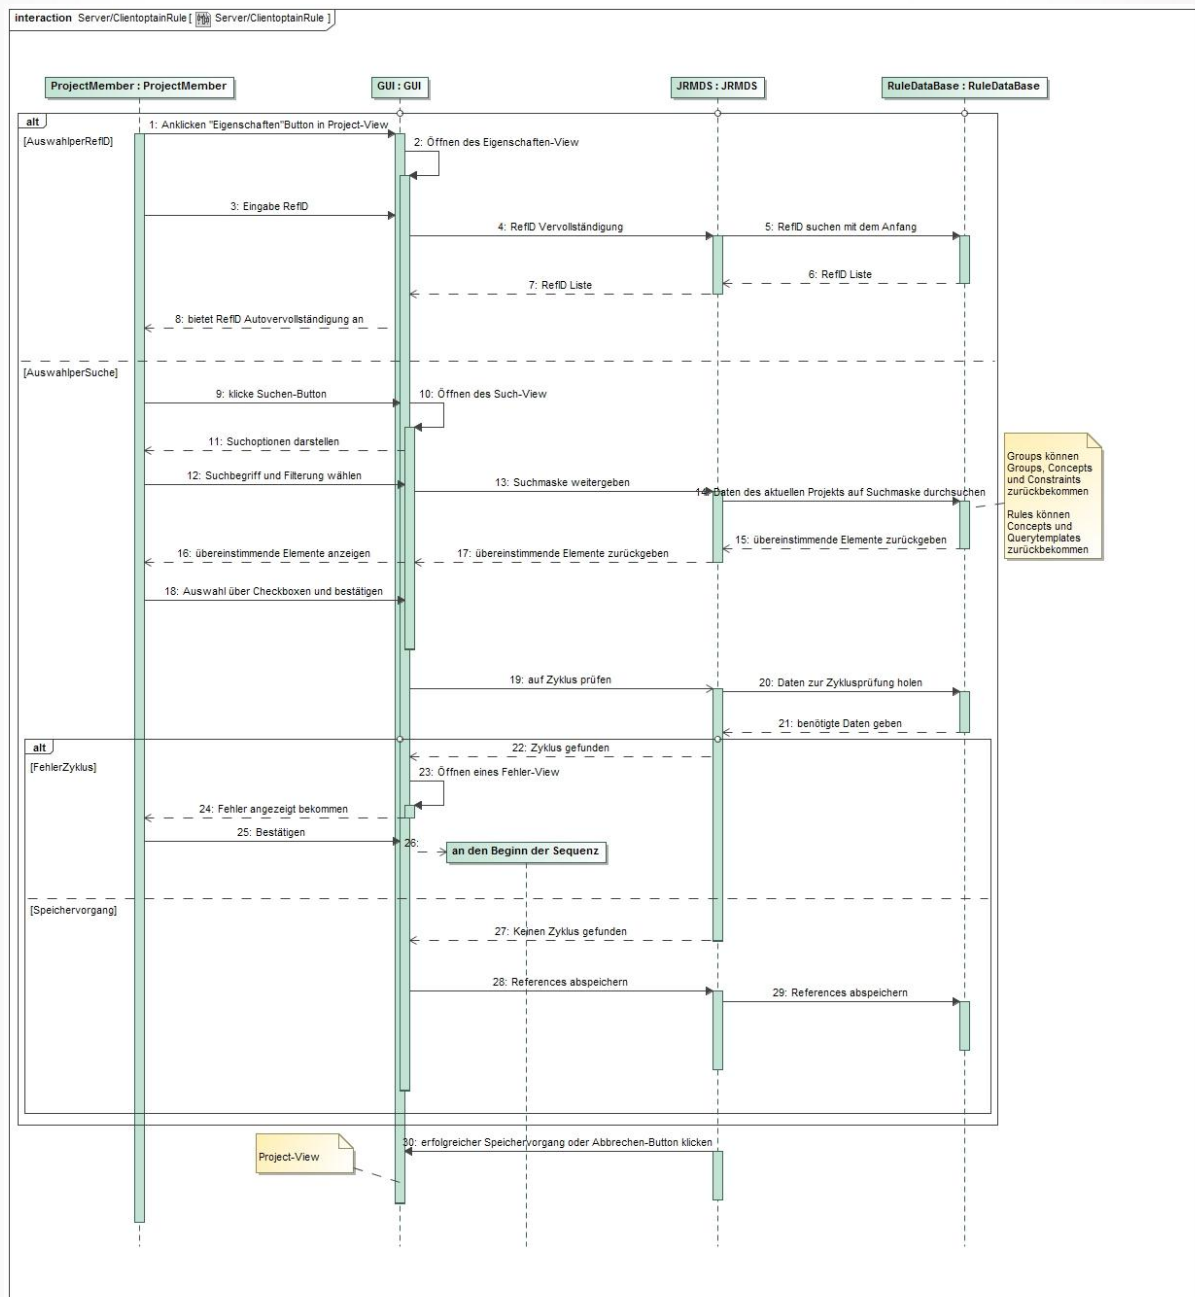 interaction Server/ClientoptainRule [ Server/ClientoptainRule ]
ProjectMember : ProjectMember
GUI : GUI
JRMDS : JRMDS
RuleDataBase : RuleDataBase
alt
1: Anklicken "Eigenschaften"Button in Project-View
[AuswahlperRefID]
2: Öffnen des Eigenschaften-View
3: Eingabe RefID
4: RefID Vervollständigung
5: RefID suchen mit dem Anfang
6: RefID Liste
7: RefID Liste
8: bietet RefID Autovervollständigung an
[AuswahlperSuche]
9: klicke Suchen-Button
10: Öffnen des Such-View
11: Suchoptionen darstellen
12: Suchbegriff und Filterung wählen
13: Suchmaske weitergeben
14: Daten des aktuellen Projekts auf Suchmaske durchsuchen
Groups können
Groups, Concepts
und Constraints
zurückbekommen
Rules können
Concepts und
Querytemplates
zurückbekommen
15: übereinstimmende Elemente zurückgeben
16: übereinstimmende Elemente anzeigen
17: übereinstimmende Elemente zurückgeben
18: Auswahl über Checkboxen und bestätigen
19: auf Zyklus prüfen
20: Daten zur Zyklusprüfung holen
21: benötigte Daten geben
alt
22: Zyklus gefunden
[FehlerZyklus]
23: Öffnen eines Fehler-View
24: Fehler angezeigt bekommen
25: Bestätigen
26:
an den Beginn der Sequenz
[Speichervorgang]
27: Keinen Zyklus gefunden
28: References abspeichern
29: References abspeichern
30: erfolgreicher Speichervorgang oder Abbrechen-Button klicken
Project-View